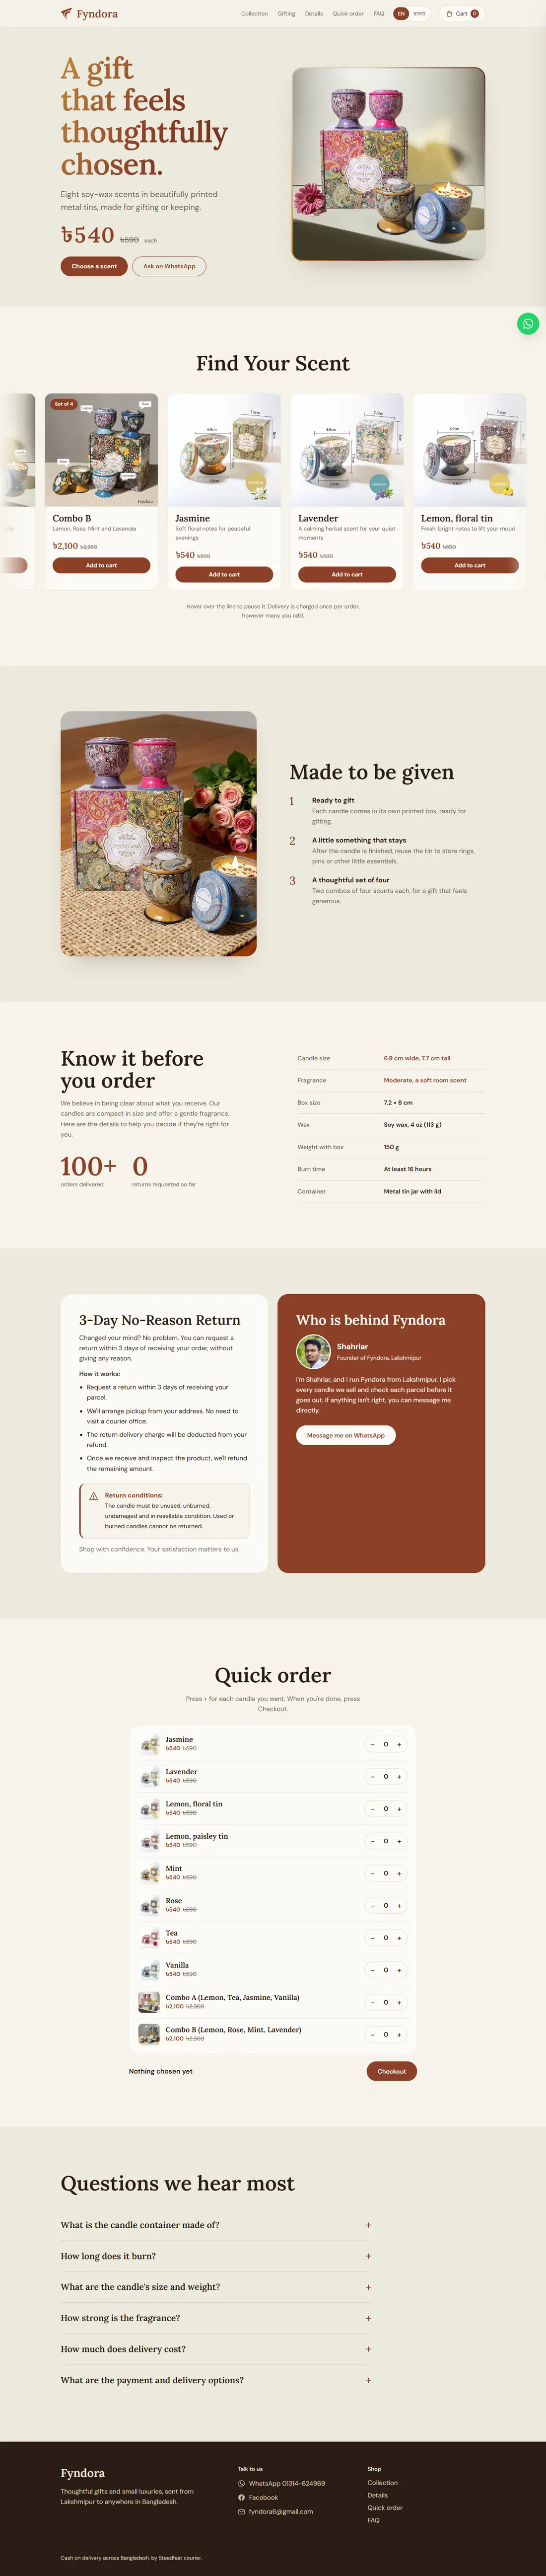 Fyndora
Collection Gifting Details Quick order FAQ EN বাংলা Cart 0
A gift
that feels
thoughtfully
chosen.
Eight soy-wax scents in beautifully printed
metal tins, made for gifting or keeping.
৳540 ৳590 each
Choose a scent Ask on WhatsApp
Find Your Scent
Set of 4
Fyndora
Combo B
Lemon, Rose, Mint and Lavender
৳2,100 ৳2,360
Add to cart
Jasmine
Soft floral notes for peaceful
evenings
৳540 ৳590
Add to cart
Lavender
A calming herbal scent for your quiet
moments
৳540 ৳590
Add to cart
Lemon, floral tin
Fresh, bright notes to lift your mood
৳540 ৳590
Add to cart
Hover over the line to pause it. Delivery is charged once per order,
however many you add.
Made to be given
1 Ready to gift
Each candle comes in its own printed box, ready for
gifting.
2 A little something that stays
After the candle is finished, reuse the tin to store rings,
pins or other little essentials.
3 A thoughtful set of four
Two combos of four scents each, for a gift that feels
generous.
Know it before
you order
We believe in being clear about what you receive. Our
candles are compact in size and offer a gentle fragrance.
Here are the details to help you decide if they're right for
you.
100+ 0
orders delivered returns requested so far
Candle size 6.9 cm wide, 7.7 cm tall
Fragrance Moderate, a soft room scent
Box size 7.2 × 8 cm
Wax Soy wax, 4 oz (113 g)
Weight with box 150 g
Burn time At least 16 hours
Container Metal tin jar with lid
3-Day No-Reason Return
Changed your mind? No problem. You can request a
return within 3 days of receiving your order, without
giving any reason.
How it works:
• Request a return within 3 days of receiving your
parcel.
• We'll arrange pickup from your address. No need to
visit a courier office.
• The return delivery charge will be deducted from your
refund.
• Once we receive and inspect the product, we'll refund
the remaining amount.
Return conditions:
The candle must be unused, unburned,
undamaged and in resellable condition. Used or
burned candles cannot be returned.
Shop with confidence. Your satisfaction matters to us.
Who is behind Fyndora
Shahriar
Founder of Fyndora, Lakshmipur
I'm Shahriar, and I run Fyndora from Lakshmipur. I pick
every candle we sell and check each parcel before it
goes out. If anything isn't right, you can message me
directly.
Message me on WhatsApp
Quick order
Press + for each candle you want. When you're done, press
Checkout.
Jasmine
৳540 ৳590
− 0 +
Lavender
৳540 ৳590
− 0 +
Lemon, floral tin
৳540 ৳590
− 0 +
Lemon, paisley tin
৳540 ৳590
− 0 +
Mint
৳540 ৳590
− 0 +
Rose
৳540 ৳590
− 0 +
Tea
৳540 ৳590
− 0 +
Vanilla
৳540 ৳590
− 0 +
Combo A (Lemon, Tea, Jasmine, Vanilla)
৳2,100 ৳2,360
− 0 +
Combo B (Lemon, Rose, Mint, Lavender)
৳2,100 ৳2,360
− 0 +
Nothing chosen yet Checkout
Questions we hear most
What is the candle container made of? +
How long does it burn? +
What are the candle's size and weight? +
How strong is the fragrance? +
How much does delivery cost? +
What are the payment and delivery options? +
Fyndora
Thoughtful gifts and small luxuries, sent from
Lakshmipur to anywhere in Bangladesh.
Talk to us
WhatsApp 01314-624969
Facebook
fyndora6@gmail.com
Shop
Collection
Details
Quick order
FAQ
Cash on delivery across Bangladesh, by Steadfast courier.